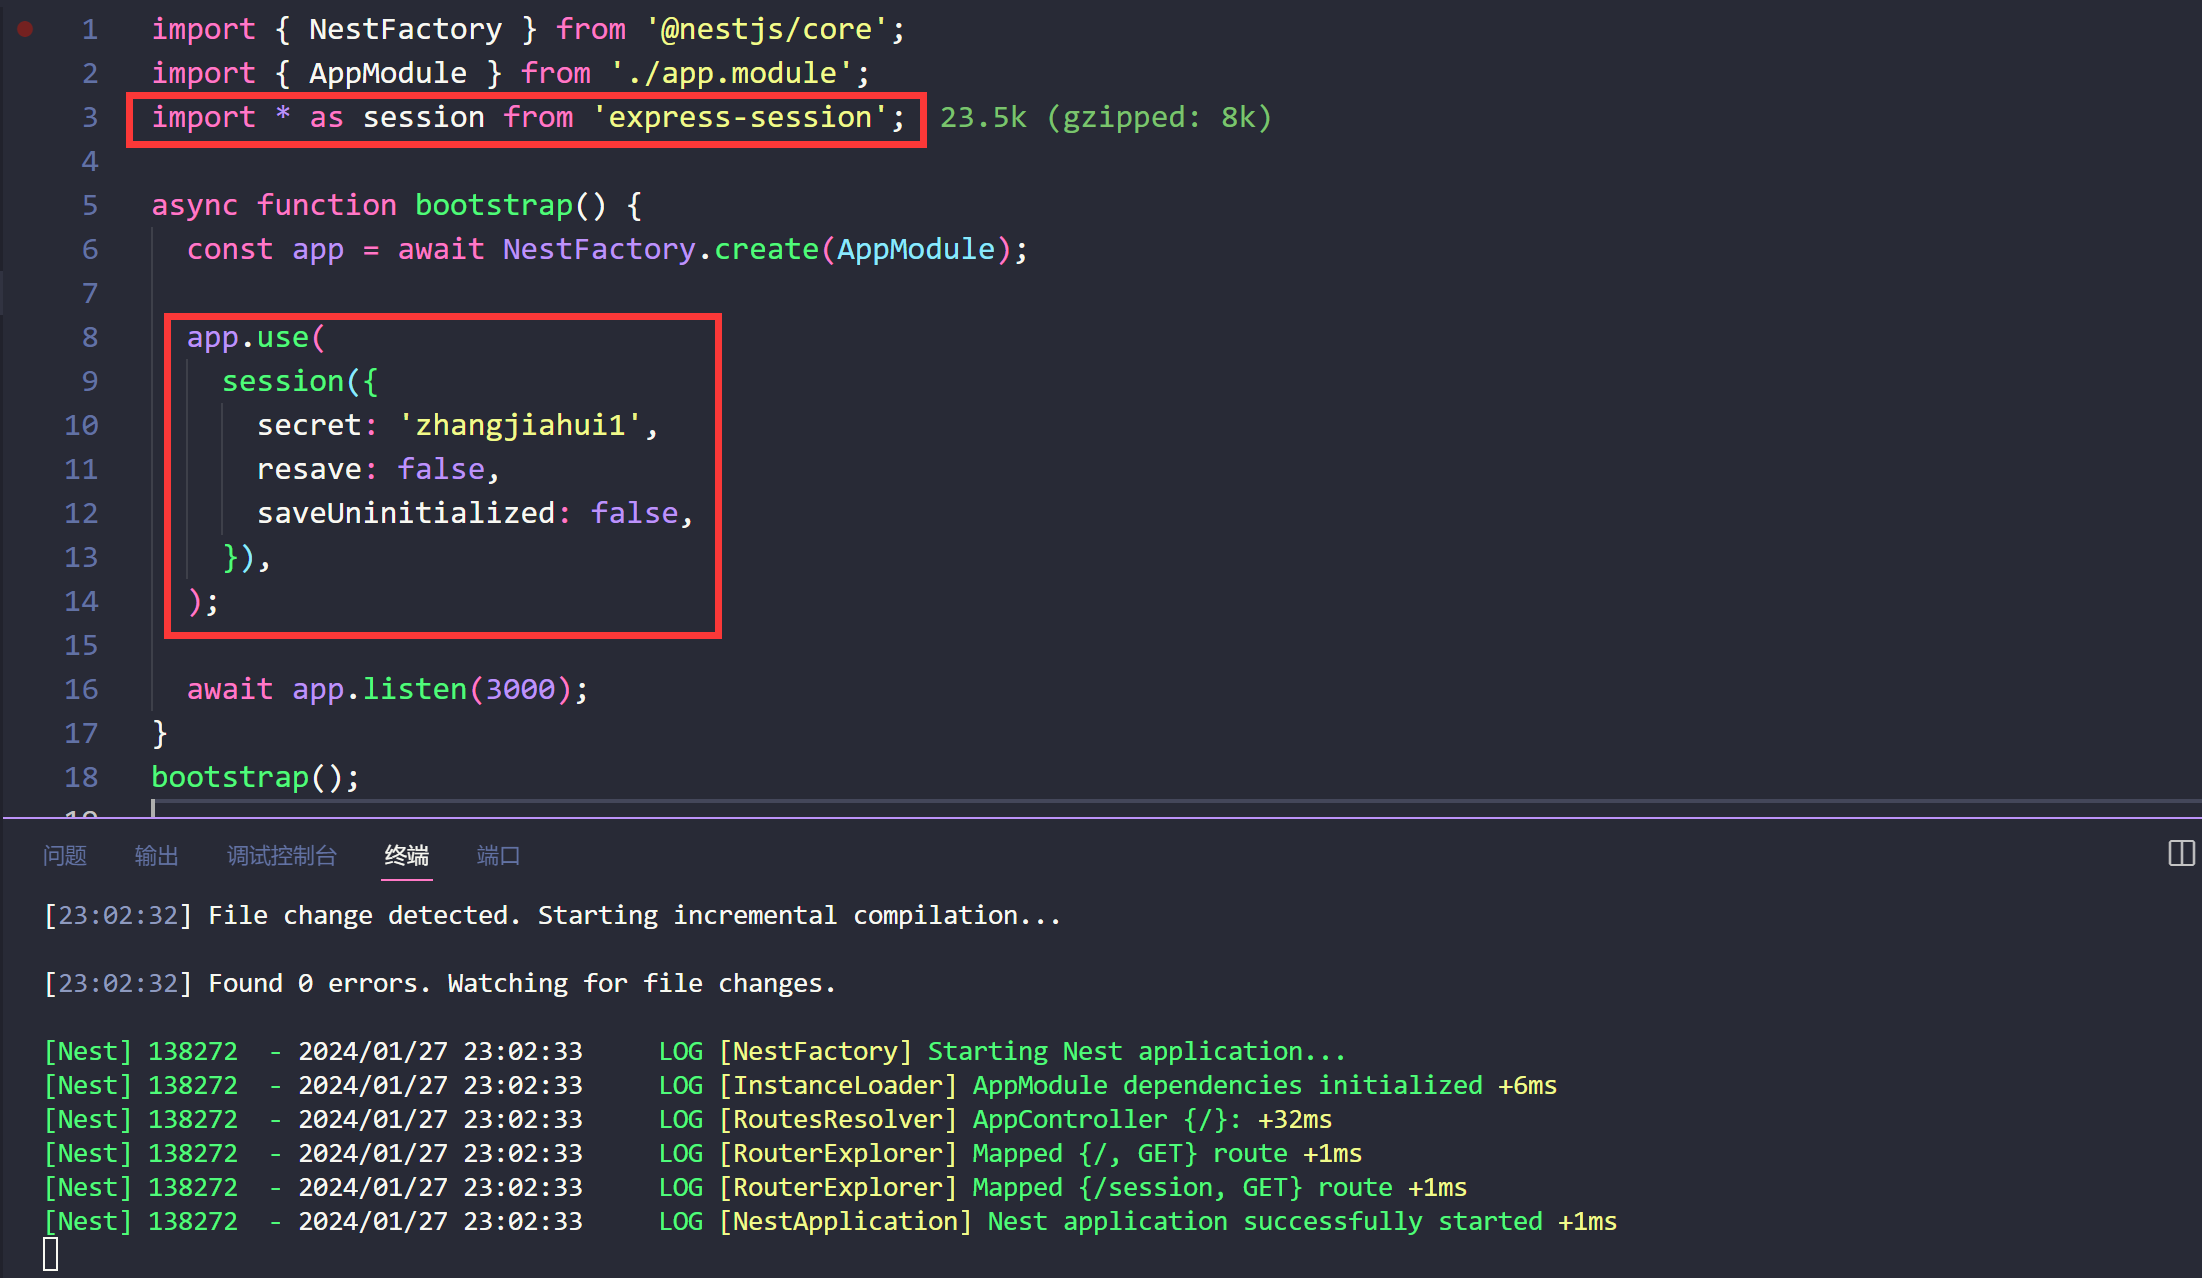 1 import { NestFactory } from '@nestjs/core';
2 import { AppModule } from './app.module';
3 import * as session from 'express-session'; 23.5k (gzipped: 8k)
4
5 async function bootstrap() {
6   const app = await NestFactory.create(AppModule);
7
8   app.use(
9     session({
10       secret: 'zhangjiahui1',
11       resave: false,
12       saveUninitialized: false,
13     }),
14   );
15
16   await app.listen(3000);
17 }
18 bootstrap();
19
问题 输出 调试控制台 终端 端口
[23:02:32] File change detected. Starting incremental compilation...
[23:02:32] Found 0 errors. Watching for file changes.
[Nest] 138272  - 2024/01/27 23:02:33     LOG [NestFactory] Starting Nest application...
[Nest] 138272  - 2024/01/27 23:02:33     LOG [InstanceLoader] AppModule dependencies initialized +6ms
[Nest] 138272  - 2024/01/27 23:02:33     LOG [RoutesResolver] AppController {/}: +32ms
[Nest] 138272  - 2024/01/27 23:02:33     LOG [RouterExplorer] Mapped {/, GET} route +1ms
[Nest] 138272  - 2024/01/27 23:02:33     LOG [RouterExplorer] Mapped {/session, GET} route +1ms
[Nest] 138272  - 2024/01/27 23:02:33     LOG [NestApplication] Nest application successfully started +1ms